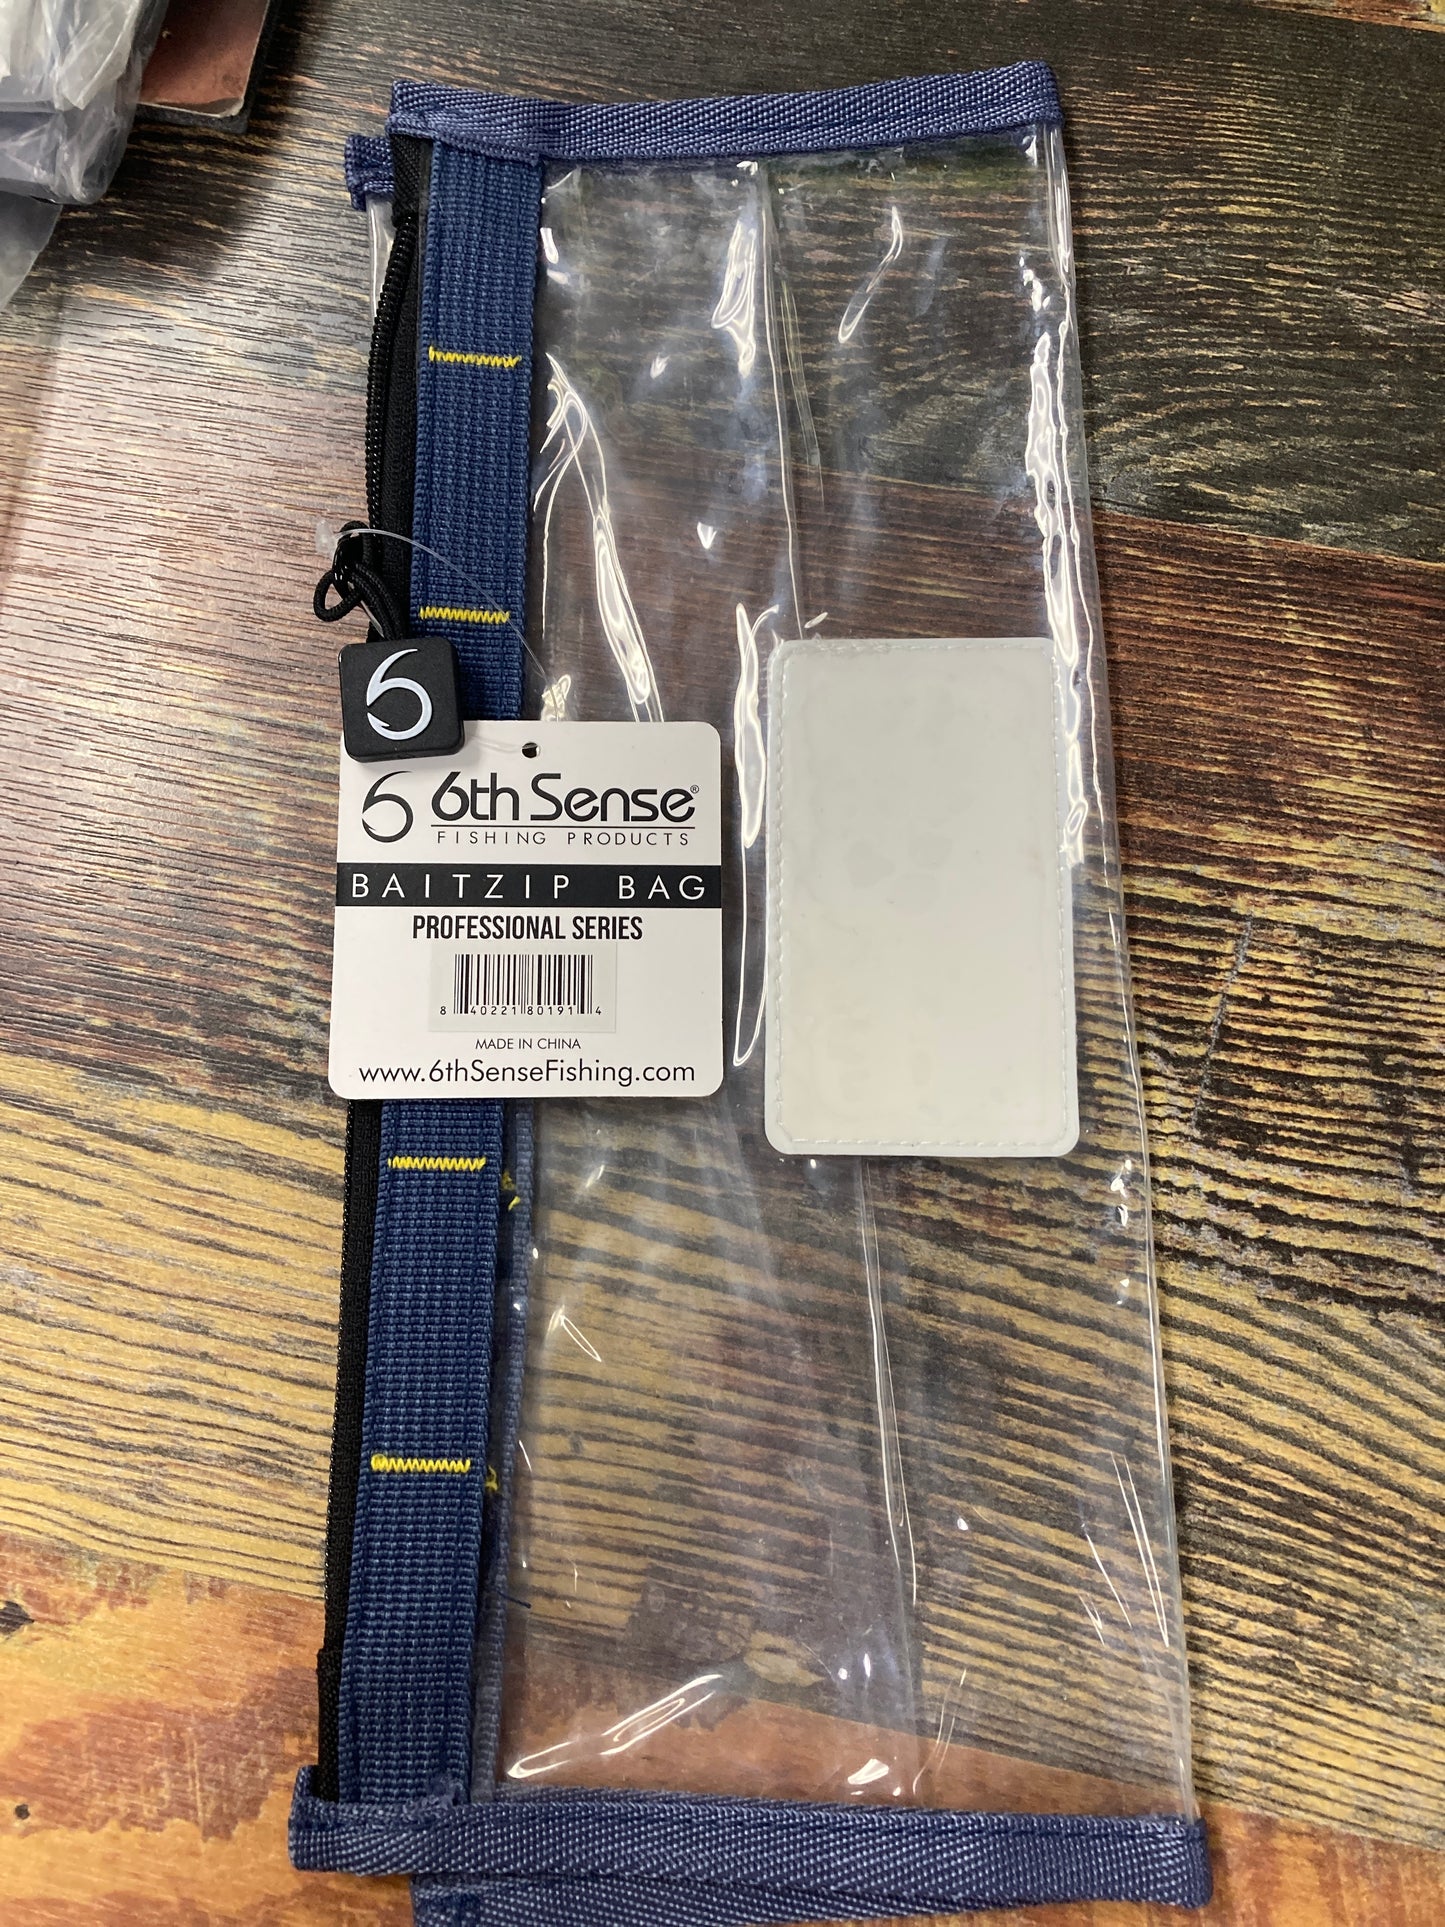 6
6 6th Sense®
FISHING PRODUCTS
BAITZIP BAG
PROFESSIONAL SERIES
8 40221 80191 4
MADE IN CHINA
www.6thSenseFishing.com